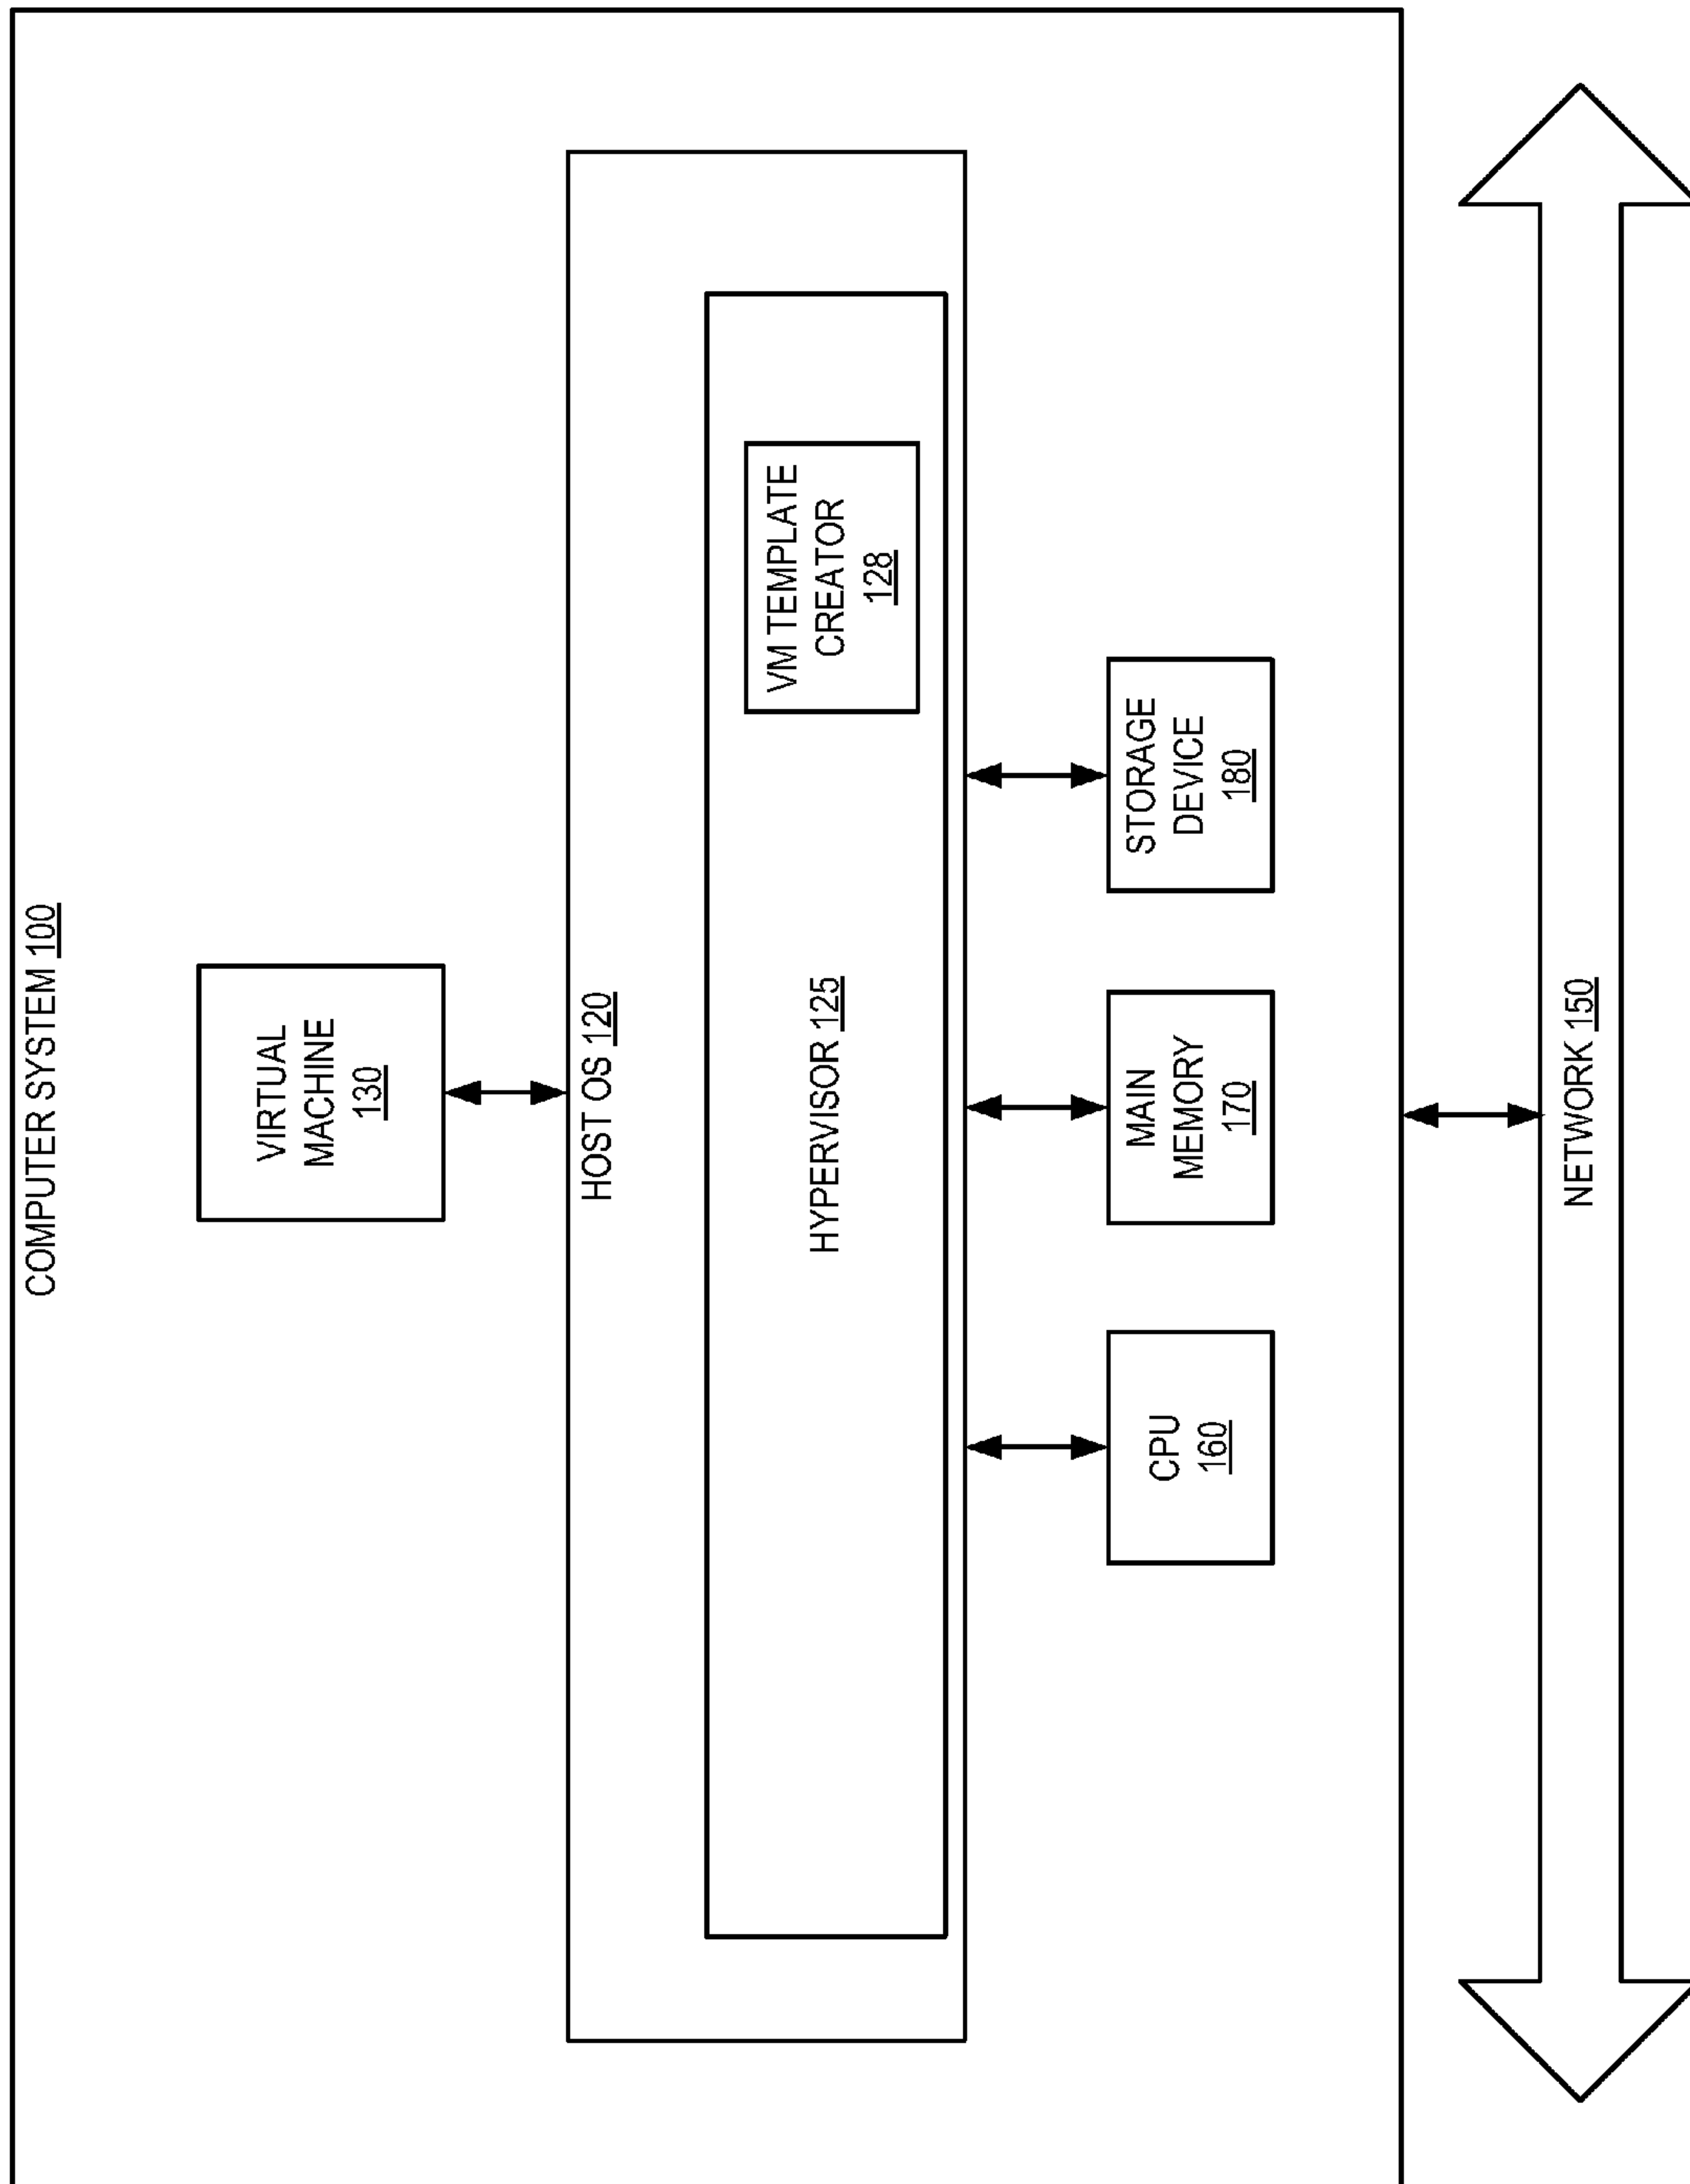 COMPUTER SYSTEM 100
VIRTUAL
MACHINE
130
HOST OS 120
HYPERVISOR 125
VM TEMPLATE
CREATOR
128
CPU
160
MAIN
MEMORY
170
STORAGE
DEVICE
180
NETWORK 150